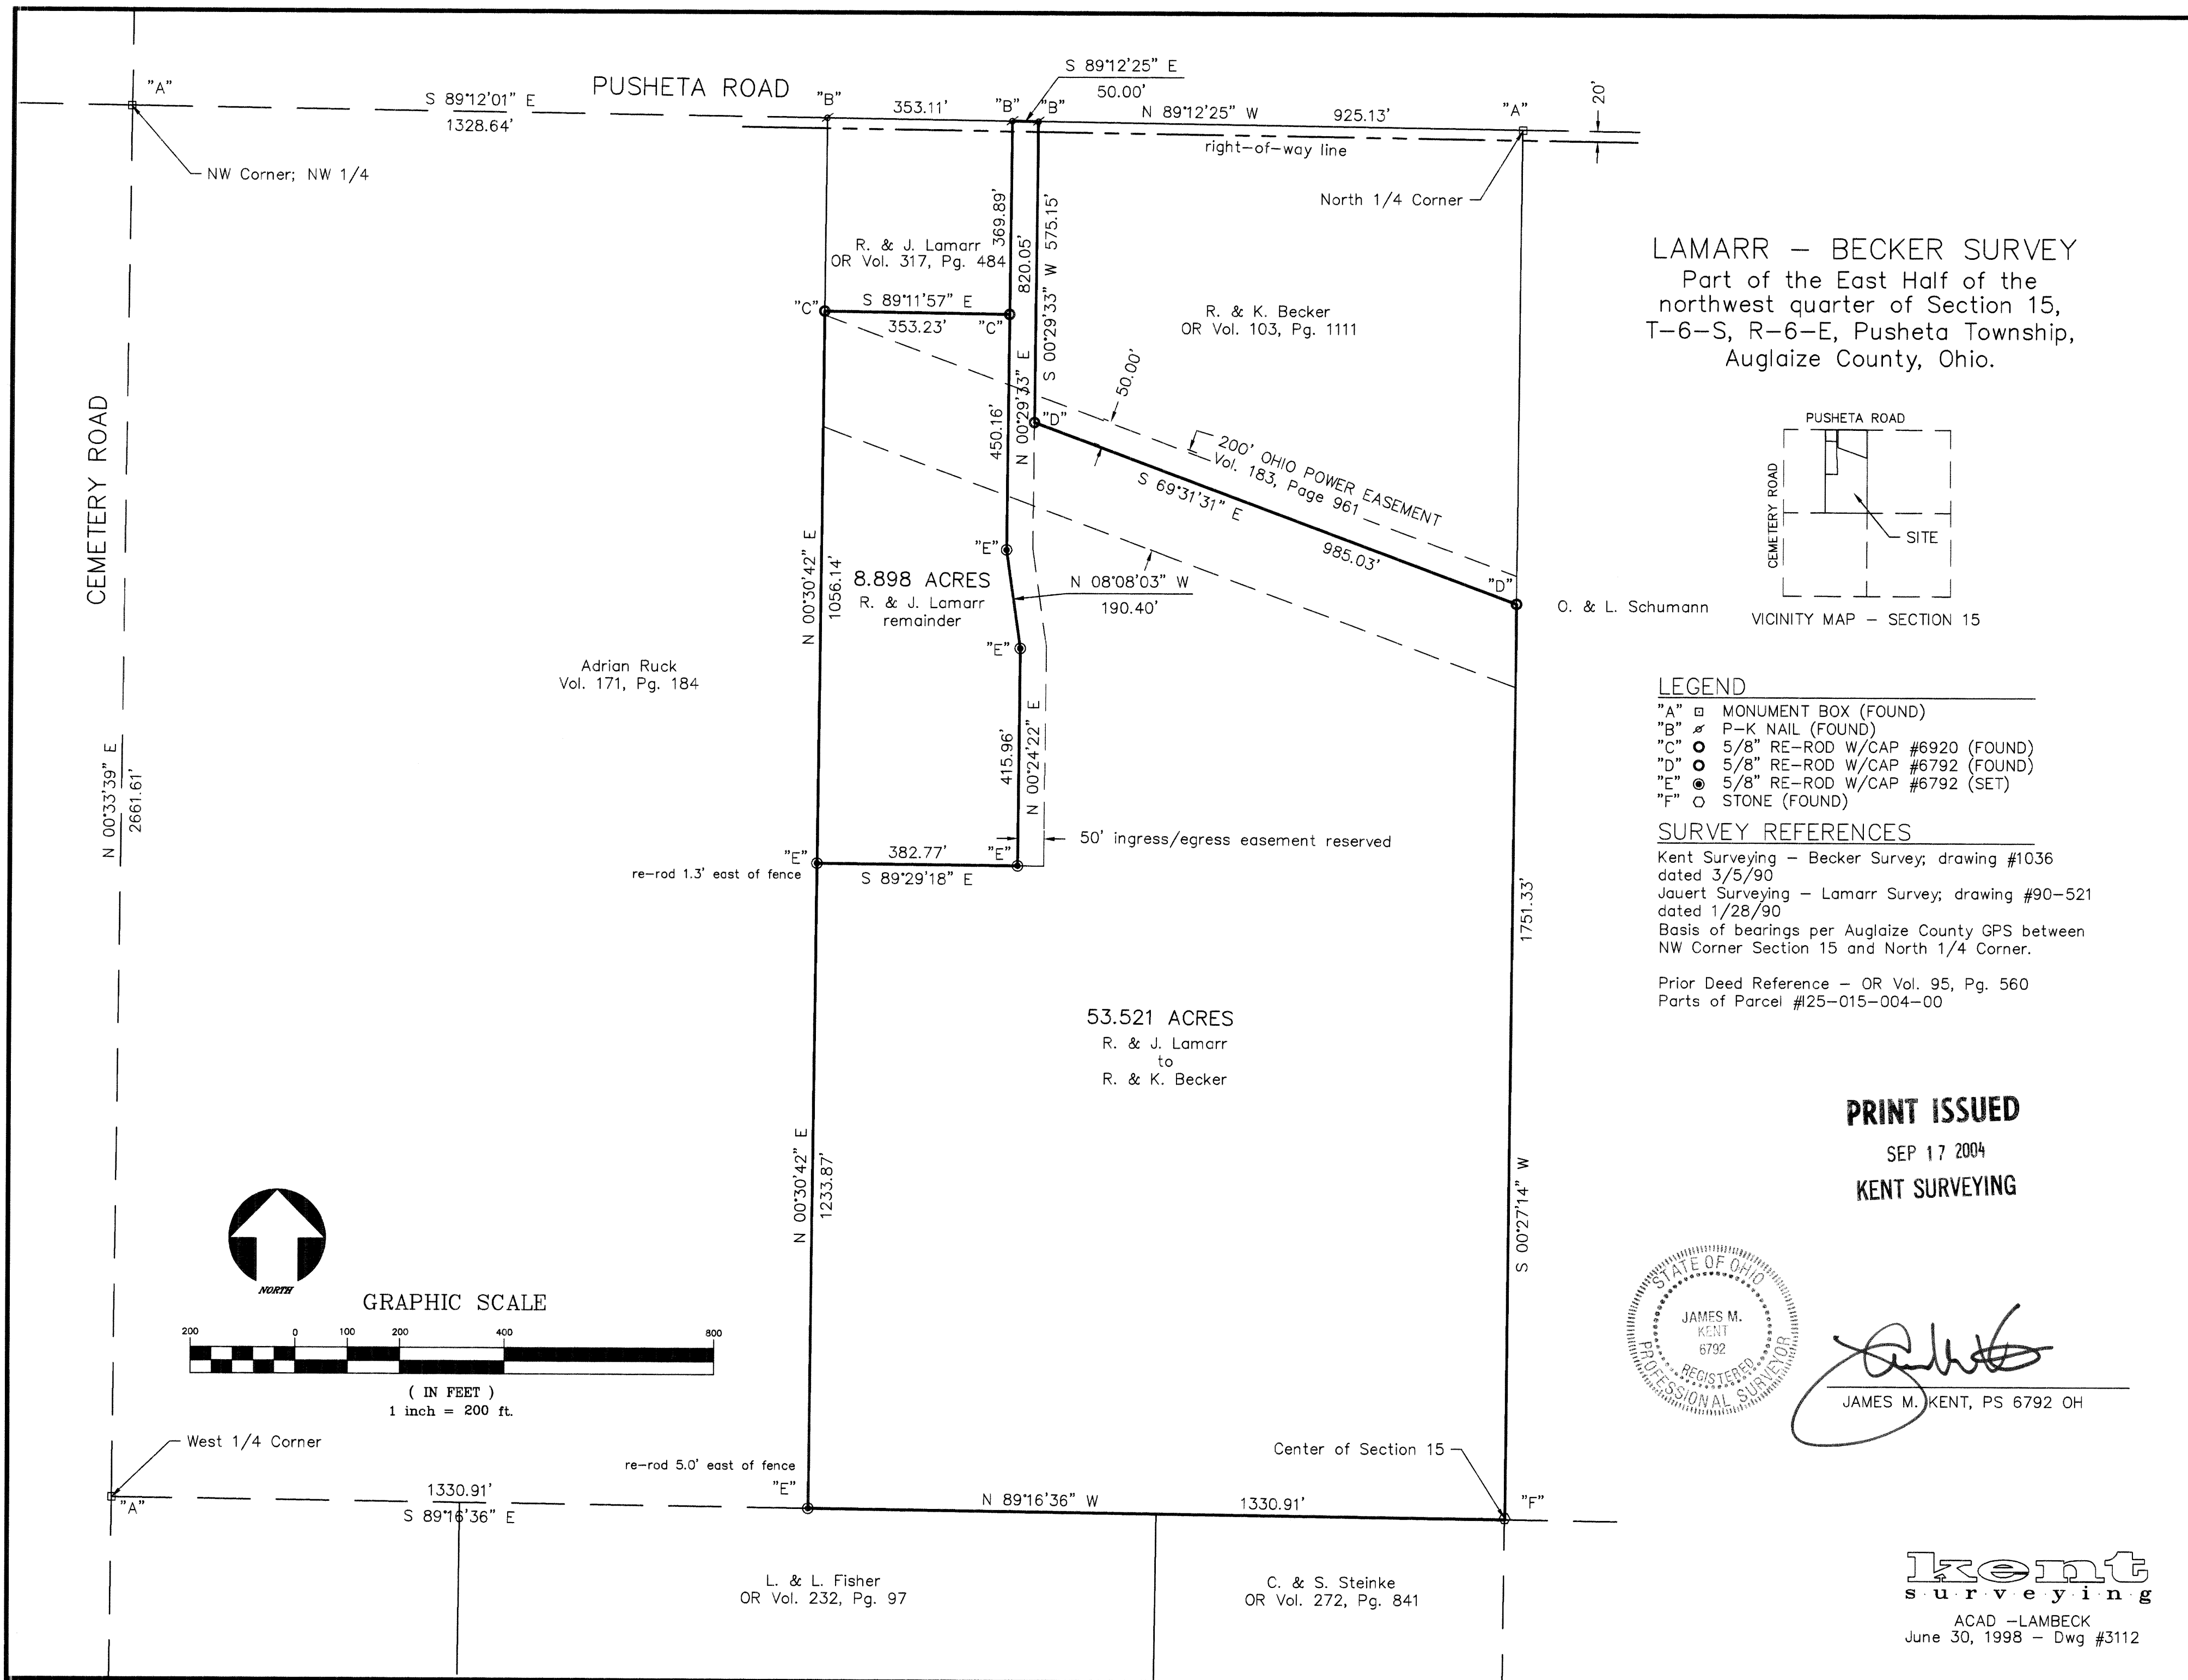 S 89°12'25" E
50.00'
PUSHETA ROAD
"A"
S 89°12'01" E
1328.64'
"B"
353.11'
"B"
"B"
N 89°12'25" W
925.13'
"A"
20'
right-of-way line
NW Corner; NW 1/4
North 1/4 Corner
369.89'
820.05'
S 00°29'33" W 575.15'
R. & J. Lamarr
OR Vol. 317, Pg. 484
"C"
S 89°11'57" E
353.23'
"C"
R. & K. Becker
OR Vol. 103, Pg. 1111
N 00°29'33" E
50.00'
"D"
450.16'
200' OHIO POWER EASEMENT
Vol. 183, Page 961
S 69°31'31" E
985.03'
"D"
O. & L. Schumann
CEMETERY ROAD
N 00°30'42" E
1056.14'
"E"
8.898 ACRES
R. & J. Lamarr
remainder
N 08°08'03" W
190.40'
"E"
Adrian Ruck
Vol. 171, Pg. 184
N 00°33'39" E
2661.61'
415.96'
N 00°24'22" E
50' ingress/egress easement reserved
"E"
382.77'
"E"
re-rod 1.3' east of fence
S 89°29'18" E
1751.33'
53.521 ACRES
R. & J. Lamarr
to
R. & K. Becker
N 00°30'42" E
1233.87'
S 00°27'14" W
NORTH
GRAPHIC SCALE
200 0 100 200 400 800
( IN FEET )
1 inch = 200 ft.
West 1/4 Corner
Center of Section 15
re-rod 5.0' east of fence
"A"
1330.91'
S 89°16'36" E
"E"
N 89°16'36" W
1330.91'
"F"
L. & L. Fisher
OR Vol. 232, Pg. 97
C. & S. Steinke
OR Vol. 272, Pg. 841
LAMARR - BECKER SURVEY
Part of the East Half of the
northwest quarter of Section 15,
T-6-S, R-6-E, Pusheta Township,
Auglaize County, Ohio.
PUSHETA ROAD
CEMETERY ROAD
SITE
VICINITY MAP - SECTION 15
LEGEND
"A" MONUMENT BOX (FOUND)
"B" P-K NAIL (FOUND)
"C" 5/8" RE-ROD W/CAP #6920 (FOUND)
"D" 5/8" RE-ROD W/CAP #6792 (FOUND)
"E" 5/8" RE-ROD W/CAP #6792 (SET)
"F" STONE (FOUND)
SURVEY REFERENCES
Kent Surveying - Becker Survey; drawing #1036
dated 3/5/90
Jauert Surveying - Lamarr Survey; drawing #90-521
dated 1/28/90
Basis of bearings per Auglaize County GPS between
NW Corner Section 15 and North 1/4 Corner.
Prior Deed Reference - OR Vol. 95, Pg. 560
Parts of Parcel #I25-015-004-00
PRINT ISSUED
SEP 17 2004
KENT SURVEYING
STATE OF OHIO
JAMES M.
KENT
6792
REGISTERED
PROFESSIONAL SURVEYOR
JAMES M. KENT, PS 6792 OH
kent
s·u·r·v·e·y·i·n·g
ACAD -LAMBECK
June 30, 1998 - Dwg #3112